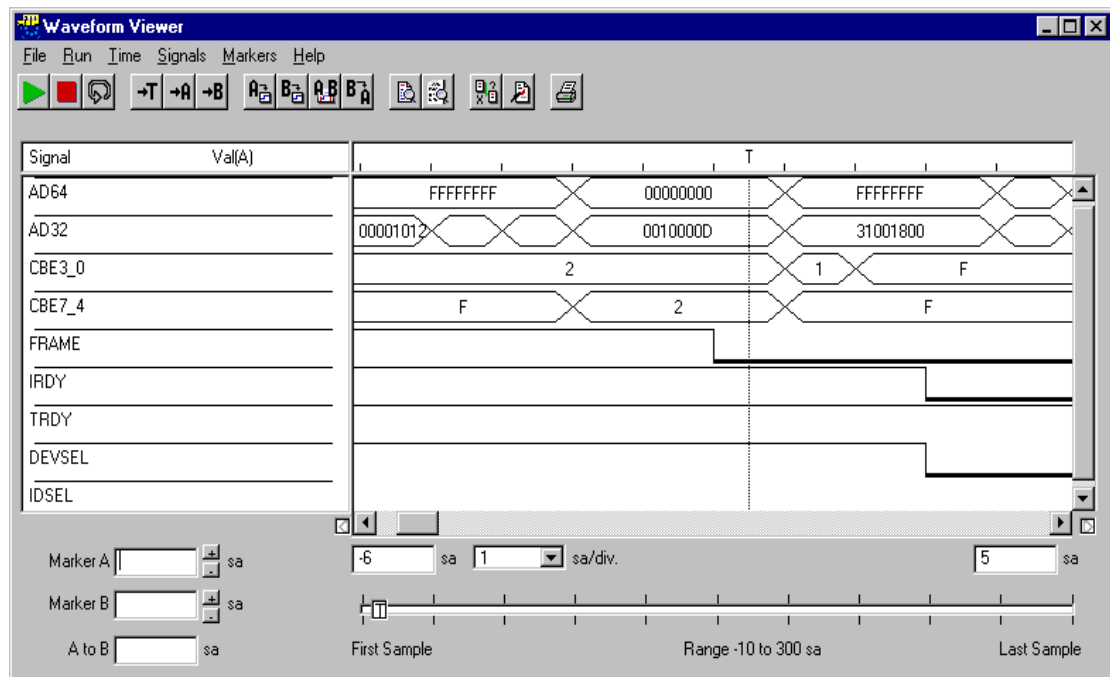 Waveform Viewer
File Run Time Signals Markers Help
→T →A →B A B A B B A
Signal Val(A) T
AD64 FFFFFFFF 00000000 FFFFFFFF
AD32 00001012 0010000D 31001800
CBE3_0 2 1 F
CBE7_4 F 2 F
FRAME
IRDY
TRDY
DEVSEL
IDSEL
Marker A + - sa -6 sa 1 sa/div. 5 sa
Marker B + - sa T
A to B sa First Sample Range -10 to 300 sa Last Sample